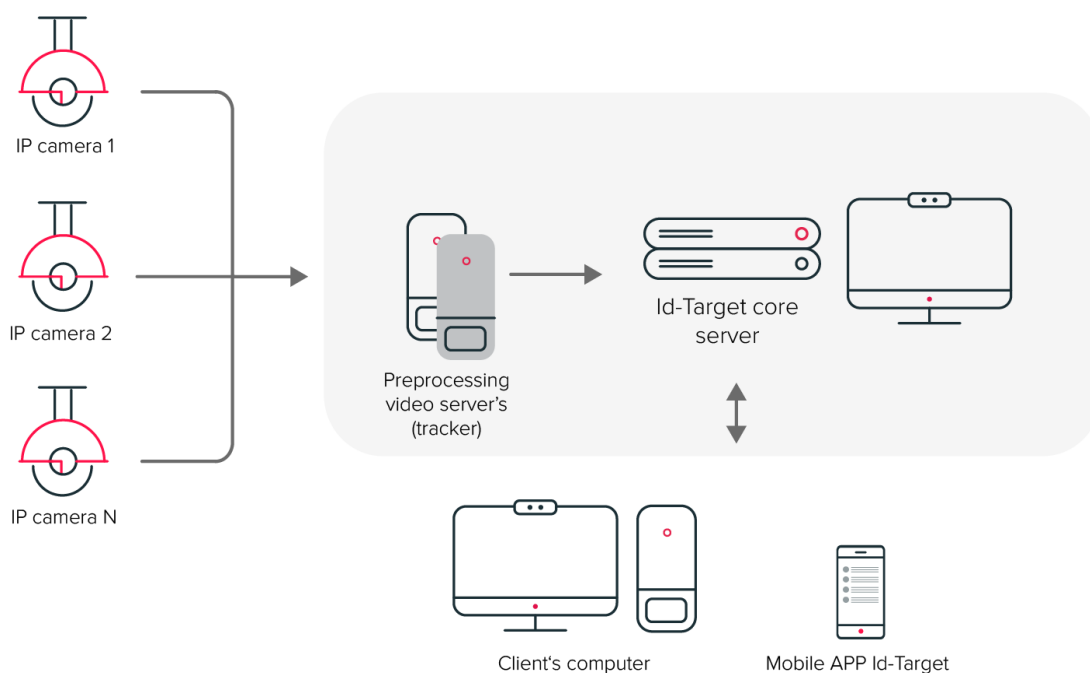 IP camera 1
IP camera 2
IP camera N
Preprocessing
video server's
(tracker)
Id-Target core
server
Client‘s computer
Mobile APP Id-Target